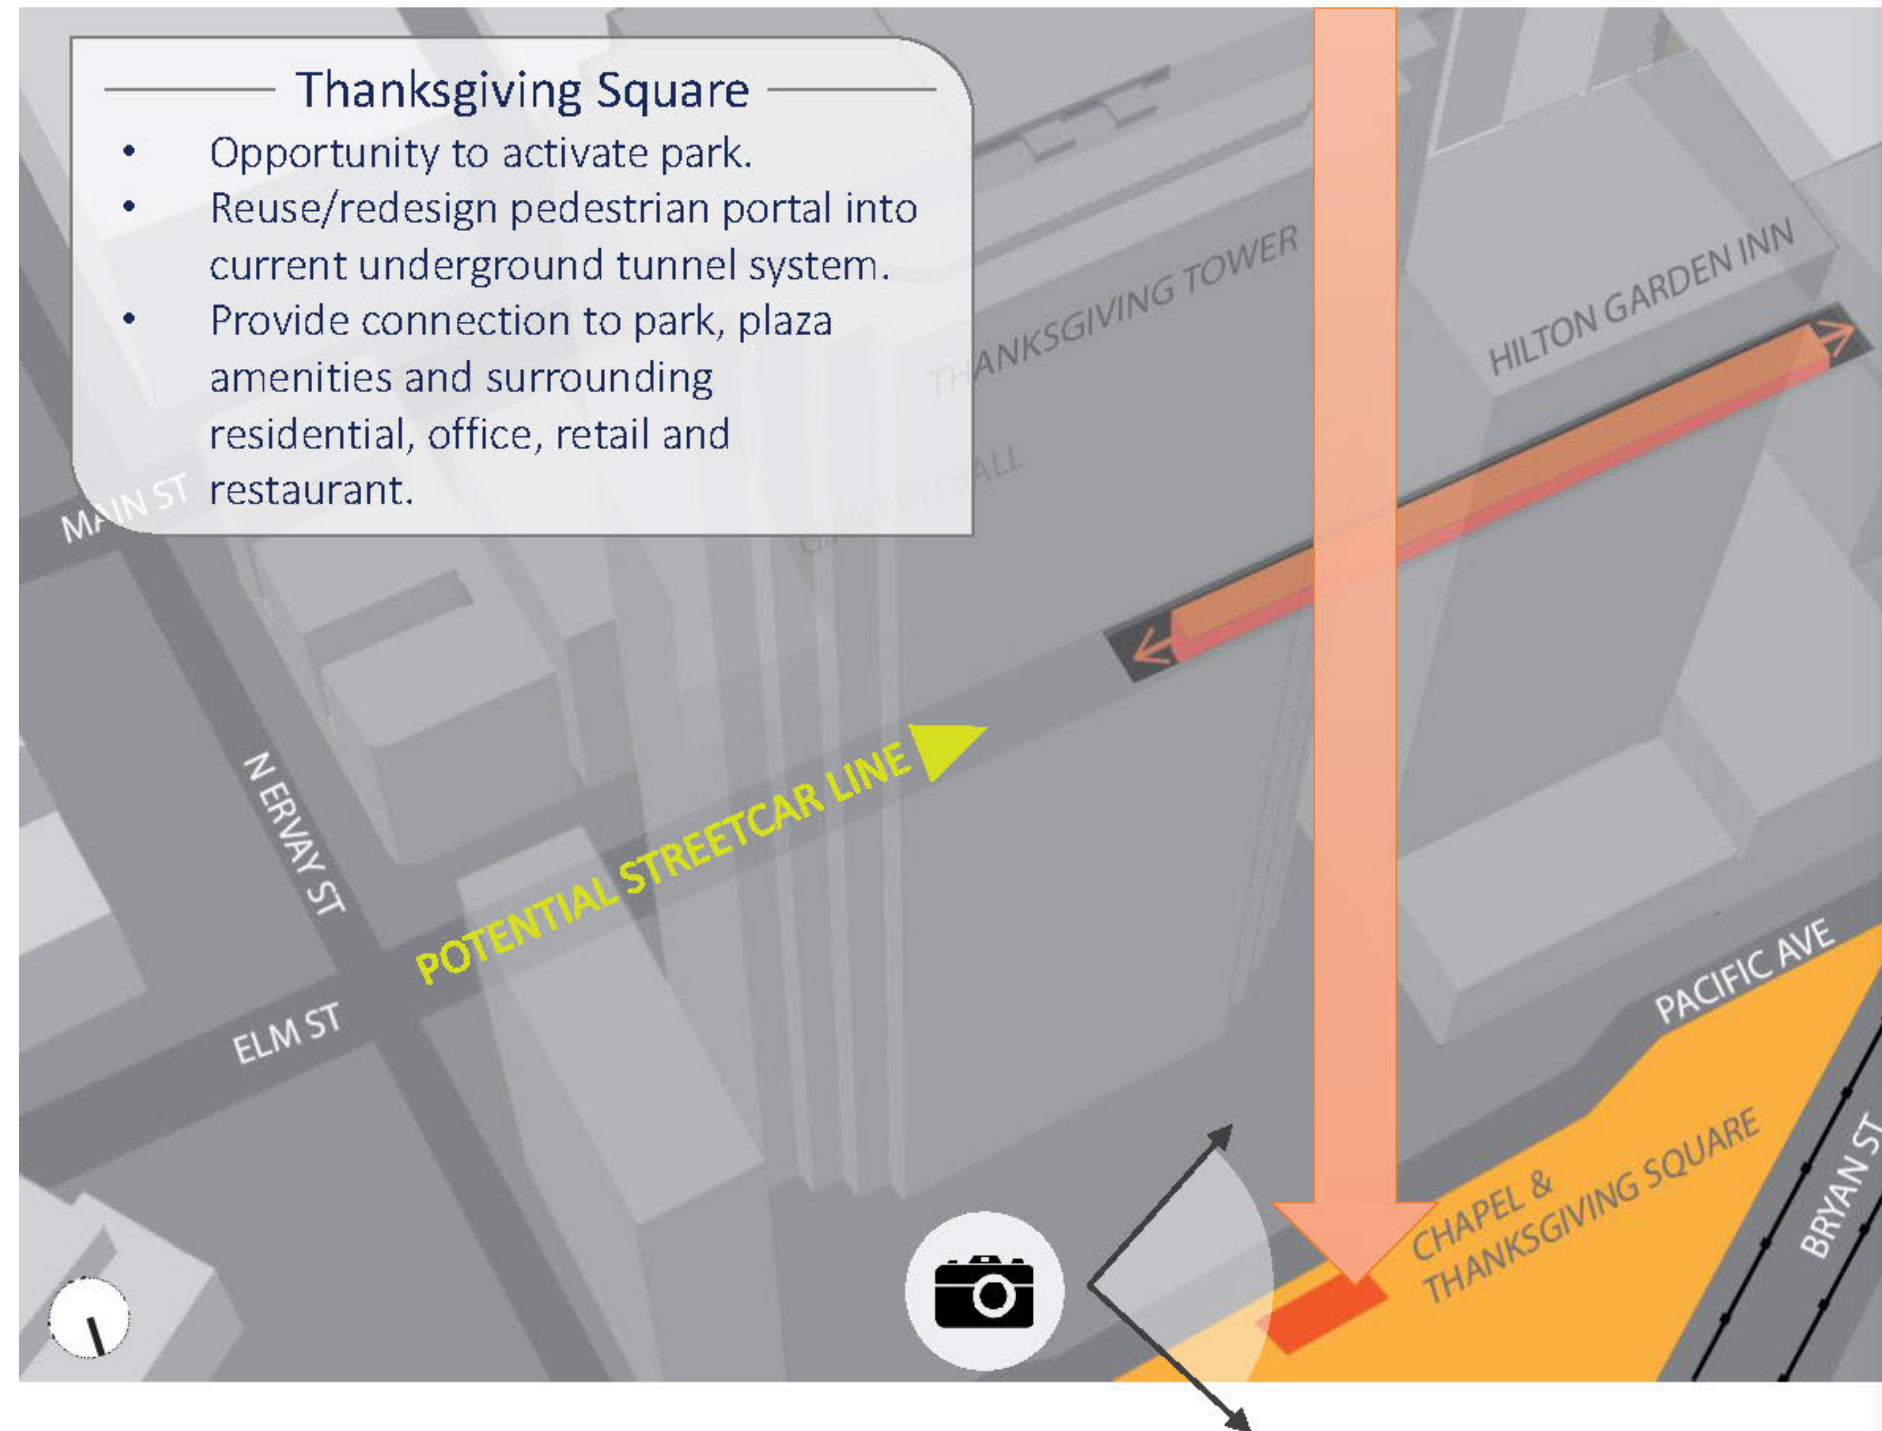 Thanksgiving Square
• Opportunity to activate park.
• Reuse/redesign pedestrian portal into
current underground tunnel system.
• Provide connection to park, plaza
amenities and surrounding
residential, office, retail and
restaurant.
THANKSGIVING TOWER
HILTON GARDEN INN
GIANT EYEBALL
MAIN ST
N ERVAY ST
POTENTIAL STREETCAR LINE
ELM ST
PACIFIC AVE
CHAPEL &
THANKSGIVING SQUARE
BRYAN ST